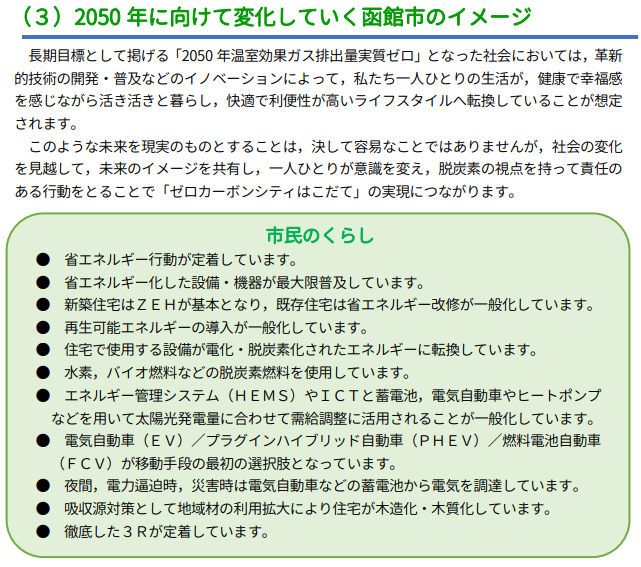 （３）2050 年に向けて変化していく函館市のイメージ
長期目標として掲げる「2050 年温室効果ガス排出量実質ゼロ」となった社会においては，革新
的技術の開発・普及などのイノベーションによって，私たち一人ひとりの生活が，健康で幸福感
を感じながら活き活きと暮らし，快適で利便性が高いライフスタイルへ転換していることが想定
されます。
このような未来を現実のものとすることは，決して容易なことではありませんが，社会の変化
を見越して，未来のイメージを共有し，一人ひとりが意識を変え，脱炭素の視点を持って責任の
ある行動をとることで「ゼロカーボンシティはこだて」の実現につながります。
市民のくらし
● 省エネルギー行動が定着しています。
● 省エネルギー化した設備・機器が最大限普及しています。
● 新築住宅はＺＥＨが基本となり，既存住宅は省エネルギー改修が一般化しています。
● 再生可能エネルギーの導入が一般化しています。
● 住宅で使用する設備が電化・脱炭素化されたエネルギーに転換しています。
● 水素，バイオ燃料などの脱炭素燃料を使用しています。
● エネルギー管理システム（ＨＥＭＳ）やＩＣＴと蓄電池，電気自動車やヒートポンプ
などを用いて太陽光発電量に合わせて需給調整に活用されることが一般化しています。
● 電気自動車（ＥＶ）／プラグインハイブリッド自動車（ＰＨＥＶ）／燃料電池自動車
（ＦＣＶ）が移動手段の最初の選択肢となっています。
● 夜間，電力逼迫時，災害時は電気自動車などの蓄電池から電気を調達しています。
● 吸収源対策として地域材の利用拡大により住宅が木造化・木質化しています。
● 徹底した３Ｒが定着しています。